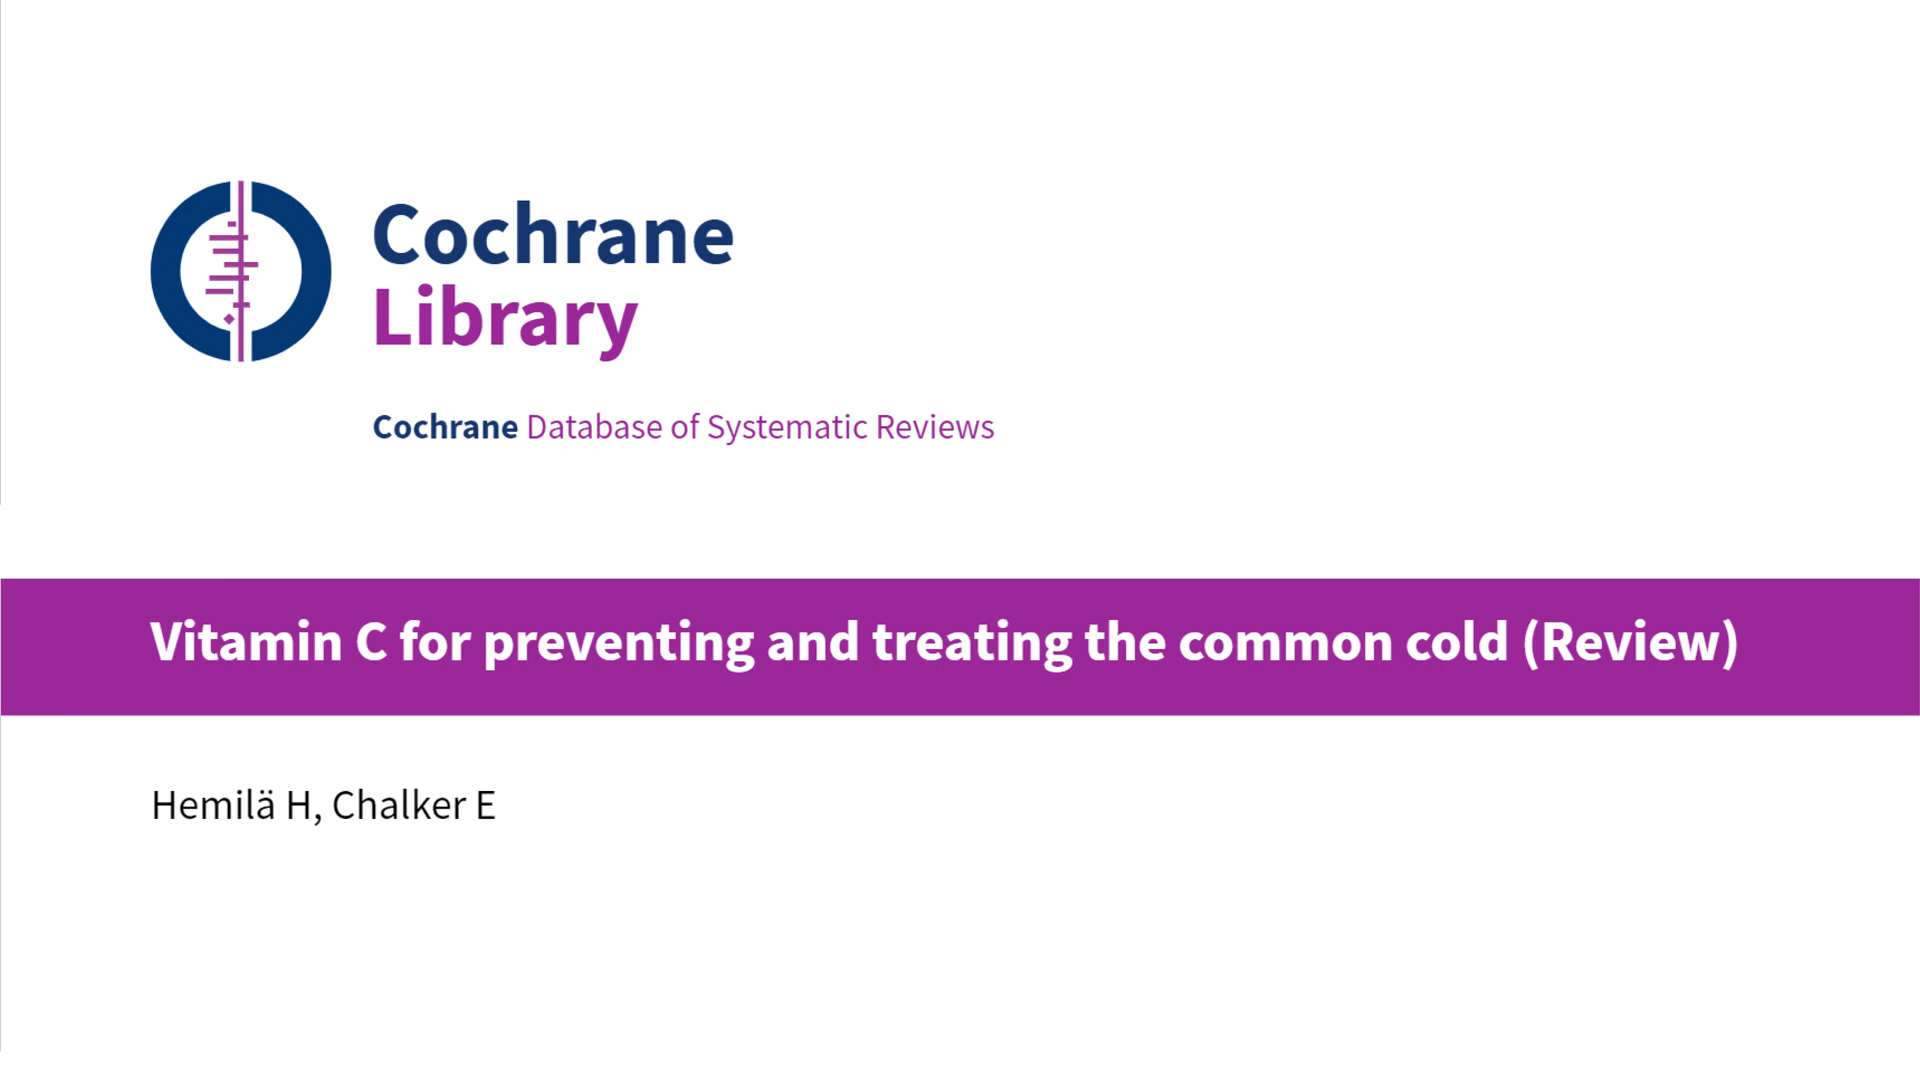 Cochrane
Library
Cochrane Database of Systematic Reviews
Vitamin C for preventing and treating the common cold (Review)
Hemilä H, Chalker E